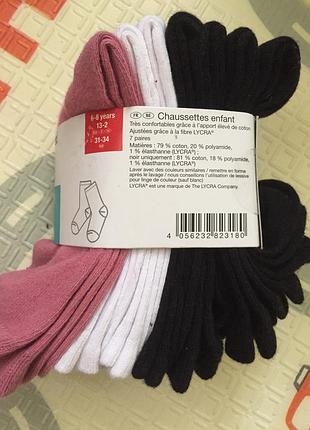 6-8 years
13-2
31-34
FR BE Chaussettes enfant
Très confortables grâce à l'apport élevé de coton
Ajustées grâce à la fibre LYCRA®
7 paires
Matières : 79 % coton, 20 % polyamide,
1 % élasthanne (LYCRA®) ;
noir uniquement : 81 % coton, 18 % polyamide,
1 % élasthanne (LYCRA®)
Laver avec des couleurs similaires / remettre en forme
après le lavage / nous conseillons l'utilisation de lessive
pour linge de couleur (sauf blanc)
LYCRA® est une marque de The LYCRA Company.
4 056232 823180